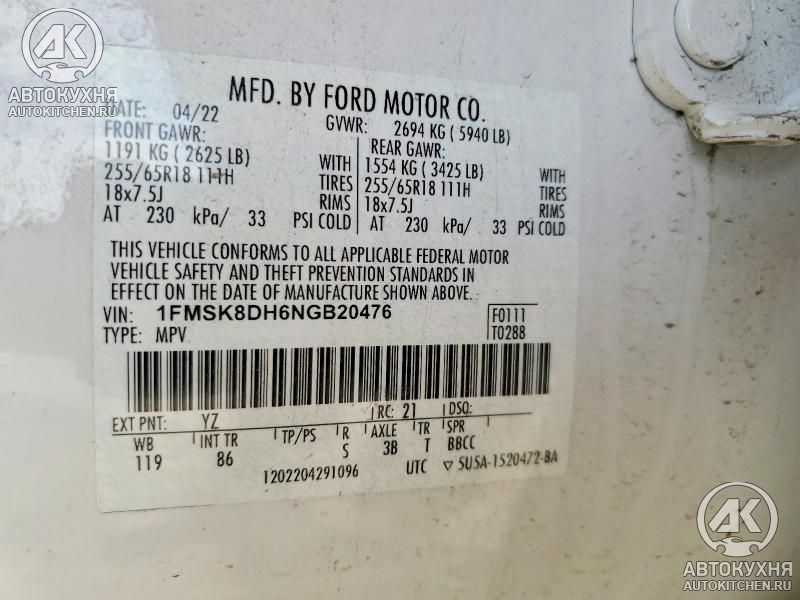 АВТОКУХНЯ
AUTOKITCHEN.RU
MFD. BY FORD MOTOR CO.
DATE: 04/22
GVWR: 2694 KG ( 5940 LB)
FRONT GAWR:
1191 KG ( 2625 LB) WITH
255/65R18 111H TIRES
18x7.5J RIMS
AT 230 kPa/ 33 PSI COLD
REAR GAWR:
1554 KG ( 3425 LB) WITH
255/65R18 111H TIRES
18x7.5J RIMS
AT 230 kPa/ 33 PSI COLD
THIS VEHICLE CONFORMS TO ALL APPLICABLE FEDERAL MOTOR
VEHICLE SAFETY AND THEFT PREVENTION STANDARDS IN
EFFECT ON THE DATE OF MANUFACTURE SHOWN ABOVE.
VIN: 1FMSK8DH6NGB20476
TYPE: MPV
F0111
T0288
EXT PNT: YZ RC: 21 DSO:
WB INT TR TP/PS R AXLE TR SPR
119 86 S 3B T BBCC
1202204291096 UTC ▽ 5U5A-1520472-BA
АВТОКУХНЯ
AUTOKITCHEN.RU